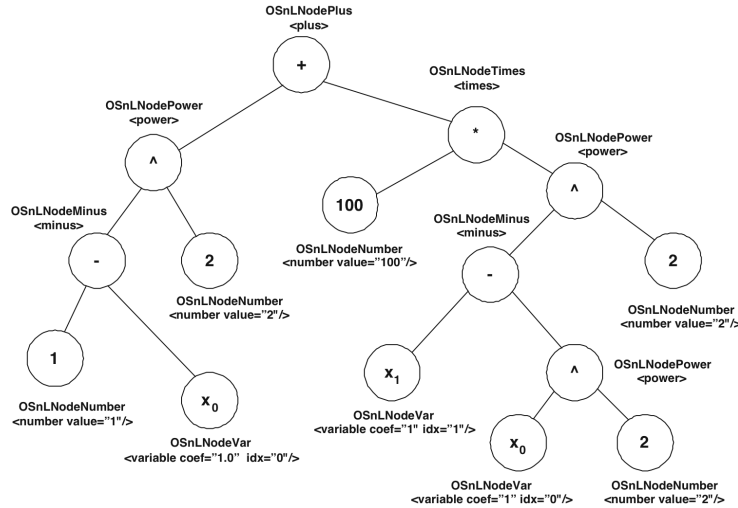 OSnLNodePlus
<plus>
+
OSnLNodeTimes
<times>
*
OSnLNodePower
<power>
^
OSnLNodePower
<power>
^
100
OSnLNodeNumber
<number value=”100”/>
OSnLNodeMinus
<minus>
-
2
OSnLNodeNumber
<number value=”2"/>
OSnLNodeMinus
<minus>
-
2
OSnLNodeNumber
<number value=”2"/>
1
OSnLNodeNumber
<number value=”1"/>
x0
OSnLNodeVar
<variable coef=”1.0”  idx=”0"/>
x1
OSnLNodeVar
<variable coef=”1" idx=”1"/>
^
OSnLNodePower
<power>
x0
OSnLNodeVar
<variable coef=”1” idx=”0"/>
2
OSnLNodeNumber
<number value=”2"/>